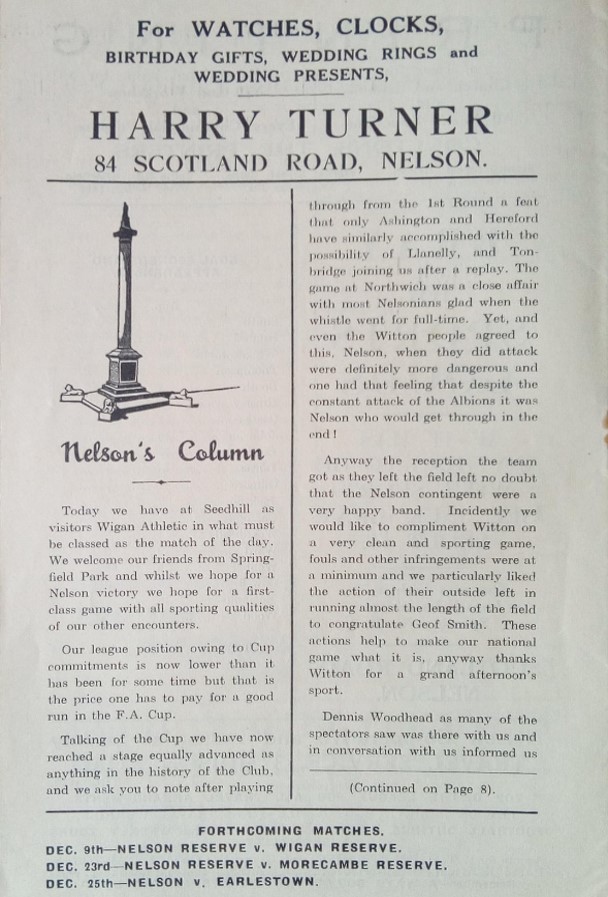 For WATCHES, CLOCKS,
BIRTHDAY GIFTS, WEDDING RINGS and
WEDDING PRESENTS,
HARRY TURNER
84 SCOTLAND ROAD, NELSON.
Nelson's Column
Today we have at Seedhill as
visitors Wigan Athletic in what must
be classed as the match of the day.
We welcome our friends from Spring-
field Park and whilst we hope for a
Nelson victory we hope for a first-
class game with all sporting qualities
of our other encounters.
Our league position owing to Cup
commitments is now lower than it
has been for some time but that is
the price one has to pay for a good
run in the F.A. Cup.
Talking of the Cup we have now
reached a stage equally advanced as
anything in the history of the Club,
and we ask you to note after playing
through from the 1st Round a feat
that only Ashington and Hereford
have similarly accomplished with the
possibility of Llanelly, and Ton-
bridge joining us after a replay. The
game at Northwich was a close affair
with most Nelsonians glad when the
whistle went for full-time. Yet, and
even the Witton people agreed to
this, Nelson, when they did attack
were definitely more dangerous and
one had that feeling that despite the
constant attack of the Albions it was
Nelson who would get through in the
end!
Anyway the reception the team
got as they left the field left no doubt
that the Nelson contingent were a
very happy band. Incidently we
would like to compliment Witton on
a very clean and sporting game,
fouls and other infringements were at
a minimum and we particularly liked
the action of their outside left in
running almost the length of the field
to congratulate Geof Smith. These
actions help to make our national
game what it is, anyway thanks
Witton for a grand afternoon's
sport.
Dennis Woodhead as many of the
spectators saw was there with us and
in conversation with us informed us
(Continued on Page 8).
FORTHCOMING MATCHES.
DEC. 9th—NELSON RESERVE v. WIGAN RESERVE.
DEC. 23rd—NELSON RESERVE v. MORECAMBE RESERVE.
DEC. 25th—NELSON v. EARLESTOWN.